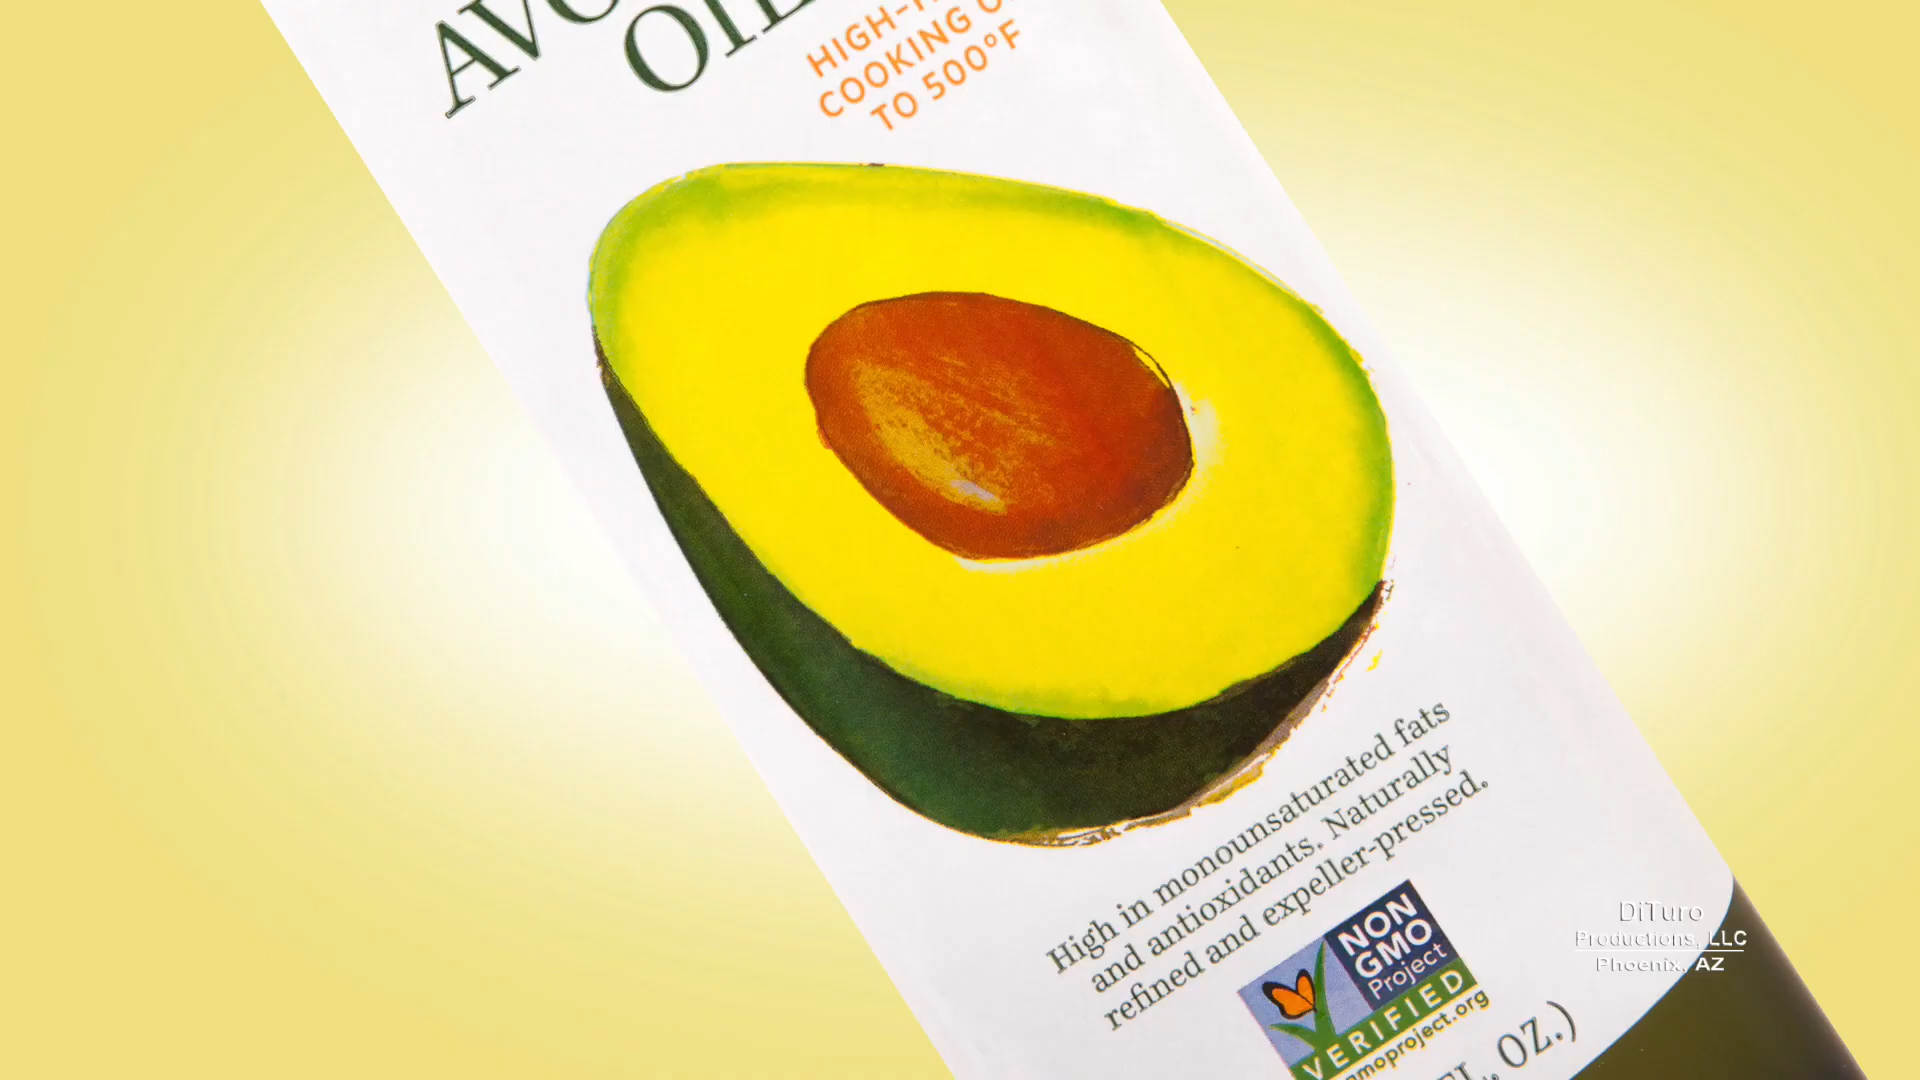 OIL
HIGH-
COOKING
TO 500°F
High in monounsaturated fats
and antioxidants. Naturally
refined and expeller-pressed.
NON
GMO
Project
VERIFIED
moproject.org
OZ.)
DiTuro
Productions, LLC
Phoenix, AZ